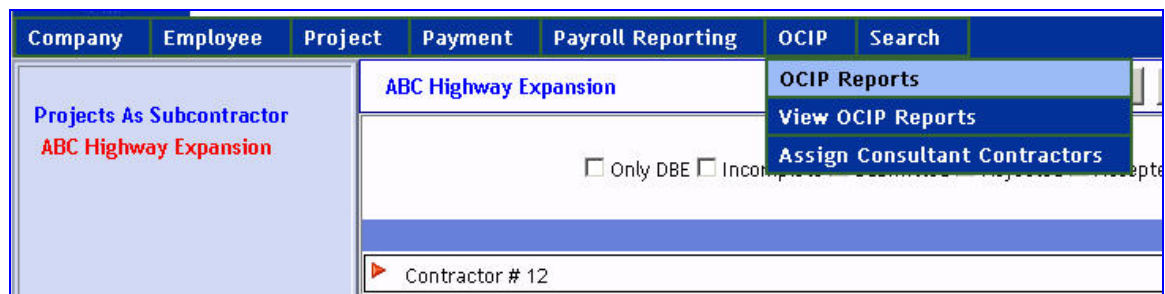 Company Employee Project Payment Payroll Reporting OCIP Search
OCIP Reports
View OCIP Reports
Assign Consultant Contractors
Projects As Subcontractor
ABC Highway Expansion
ABC Highway Expansion
Only DBE
Contractor # 12